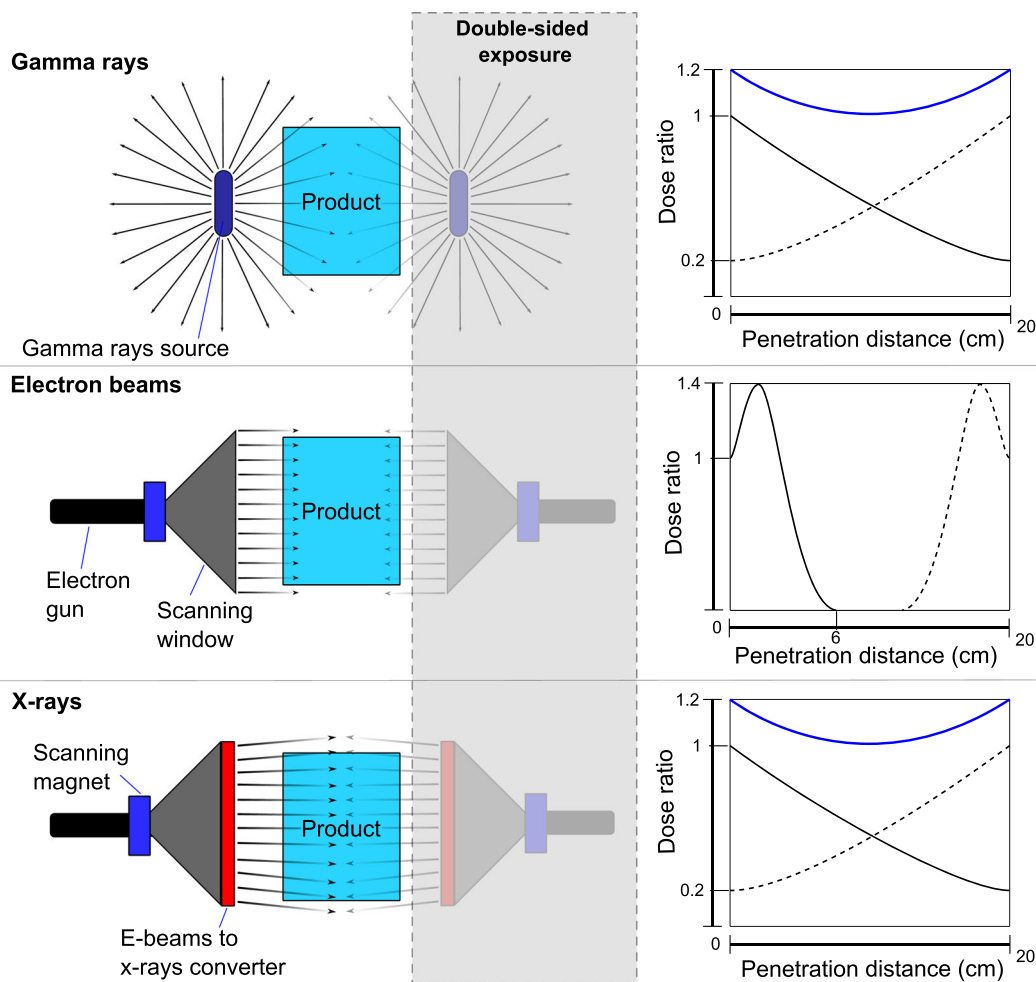 Double-sided
exposure
Gamma rays
Product
Gamma rays source
1.2
1
0.2
Dose ratio
0
20
Penetration distance (cm)
Electron beams
Product
Electron
gun
Scanning
window
1.4
1
Dose ratio
0
6
20
Penetration distance (cm)
X-rays
Scanning
magnet
Product
E-beams to
x-rays converter
1.2
1
0.2
Dose ratio
0
20
Penetration distance (cm)